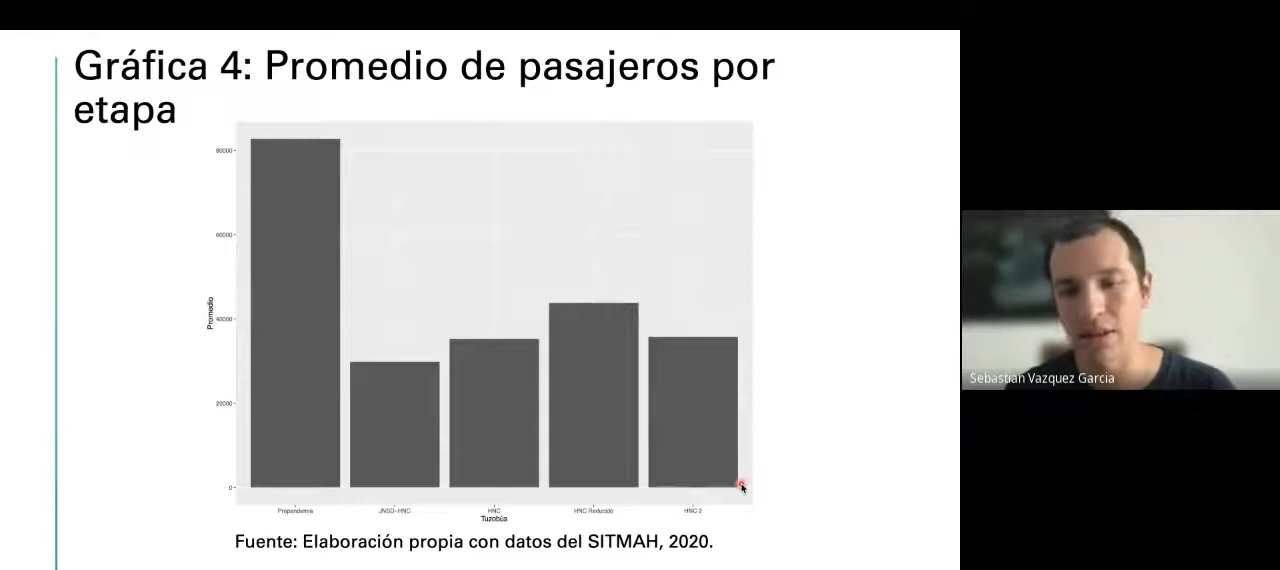 Gráfica 4: Promedio de pasajeros por
etapa
80000
60000
40000
20000
0
Promedio
Prepandemia
JNSD-HNC
HNC
HNC Reducido
HNC 2
Tuzobús
Fuente: Elaboración propia con datos del SITMAH, 2020.
Sebastian Vazquez Garcia